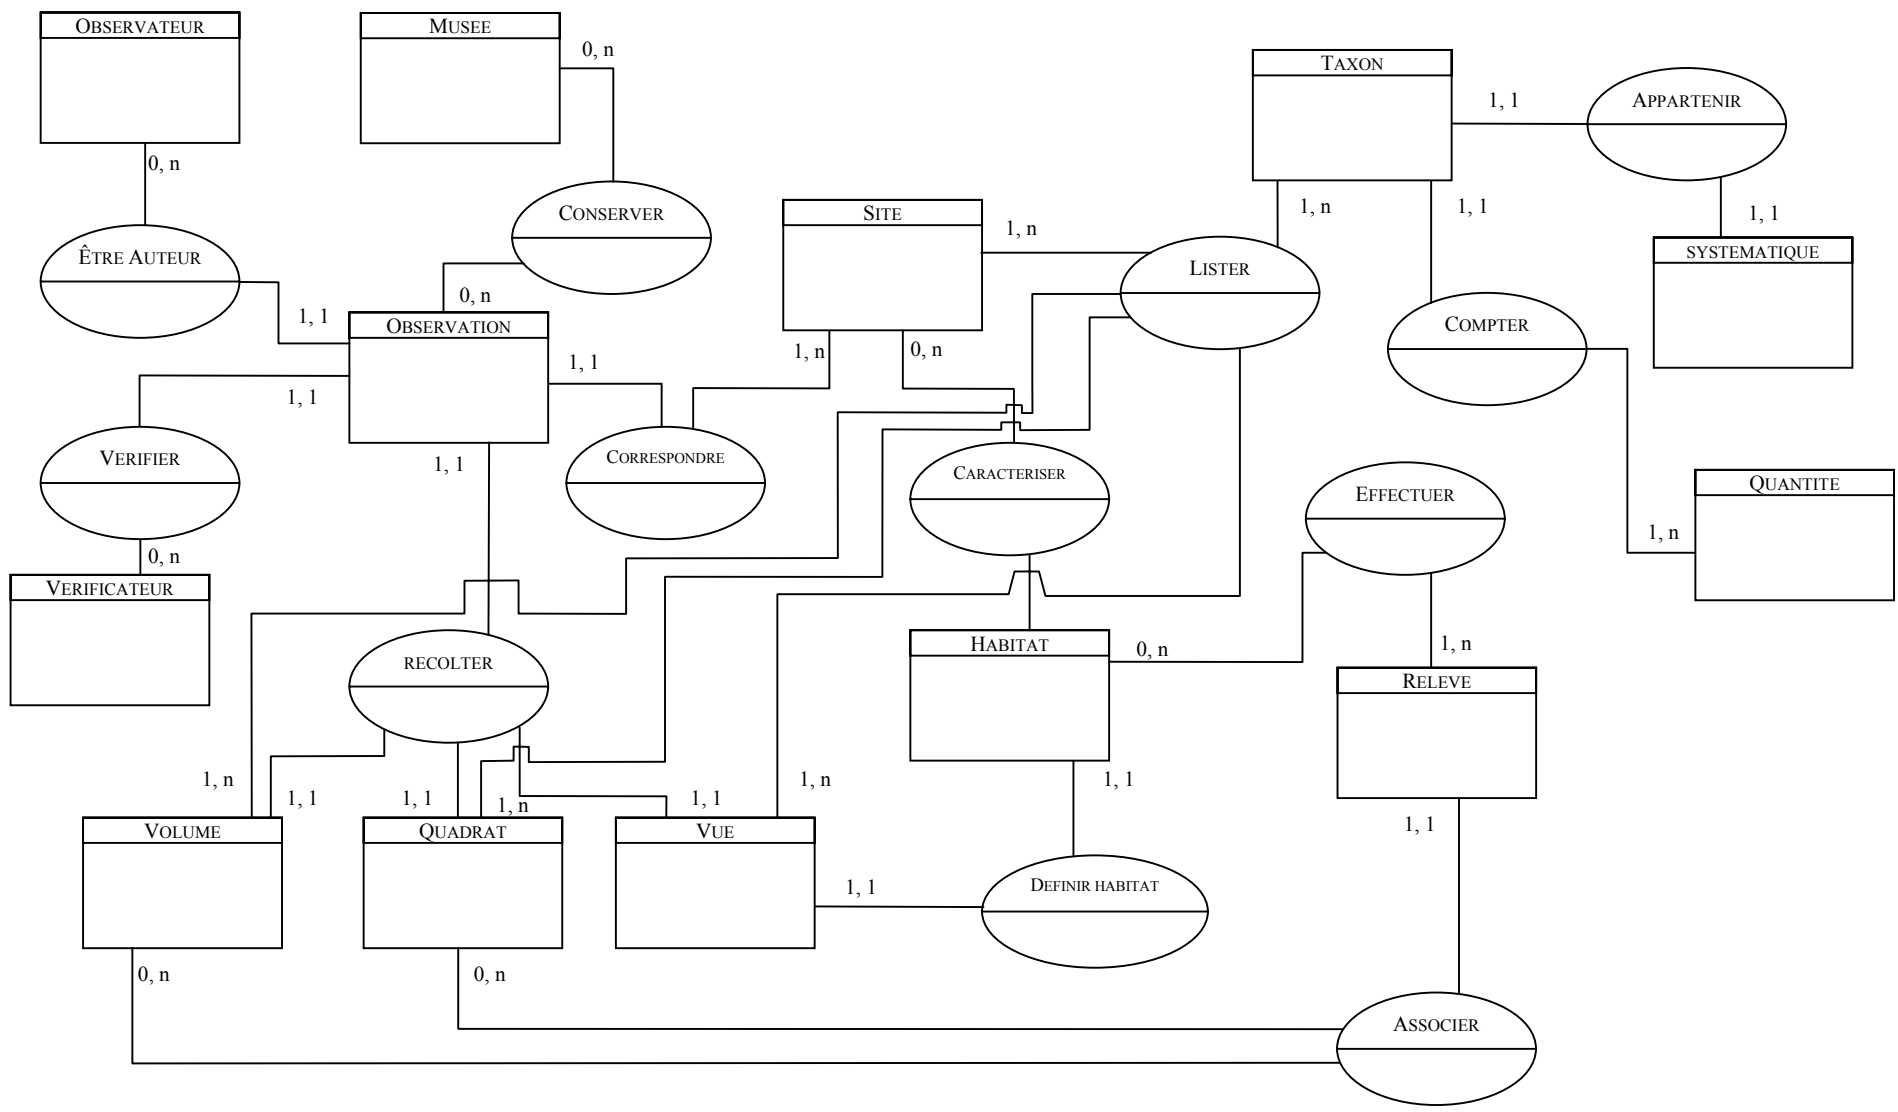 OBSERVATEUR
MUSEE
0, n
TAXON
1, 1
APPARTENIR
0, n
CONSERVER
SITE
1, n
1, n
1, 1
1, 1
ÊTRE AUTEUR
LISTER
SYSTEMATIQUE
0, n
1, 1
OBSERVATION
COMPTER
1, n
0, n
1, 1
1, 1
VERIFIER
1, 1
CORRESPONDRE
CARACTERISER
EFFECTUER
QUANTITE
1, n
0, n
VERIFICATEUR
RECOLTER
HABITAT
0, n
1, n
RELEVE
1, n
1, 1
1, 1
1, n
1, 1
1, n
1, 1
VOLUME
QUADRAT
VUE
1, 1
1, 1
DEFINIR HABITAT
0, n
0, n
ASSOCIER